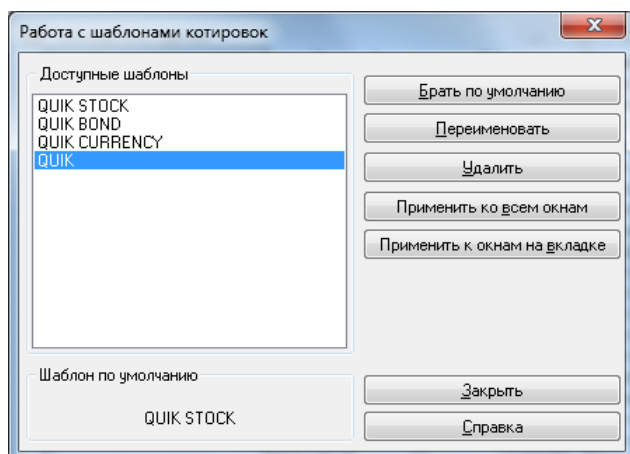 Работа с шаблонами котировок
Доступные шаблоны
QUIK STOCK
QUIK BOND
QUIK CURRENCY
QUIK
Брать по умолчанию
Переименовать
Удалить
Применить ко всем окнам
Применить к окнам на вкладке
Шаблон по умолчанию
QUIK STOCK
Закрыть
Справка